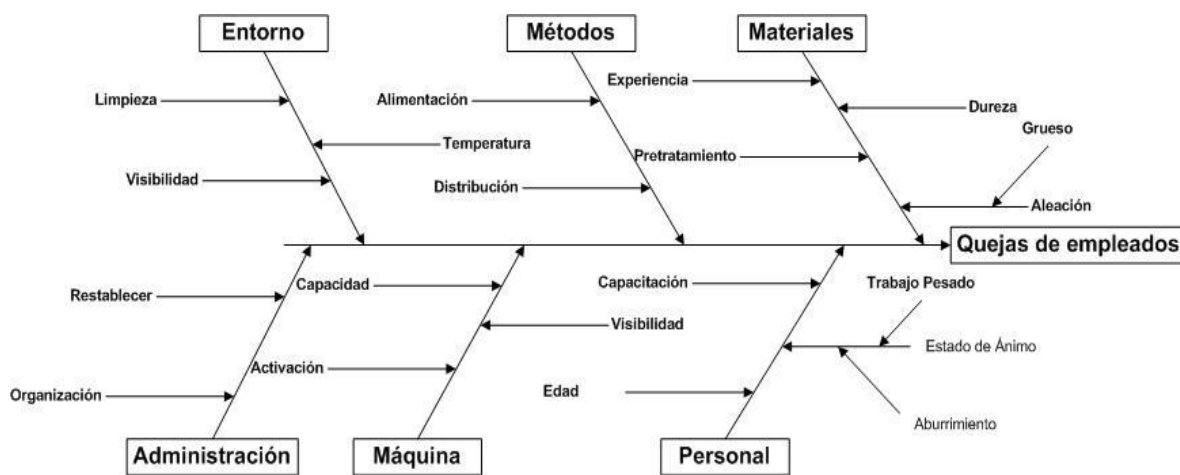 Entorno
Métodos
Materiales
Experiencia
Limpieza
Alimentación
Dureza
Grueso
Temperatura
Pretratamiento
Visibilidad
Distribución
Aleación
Quejas de empleados
Restablecer
Capacidad
Capacitación
Trabajo Pesado
Visibilidad
Estado de Ánimo
Activación
Organización
Edad
Aburrimiento
Administración
Máquina
Personal